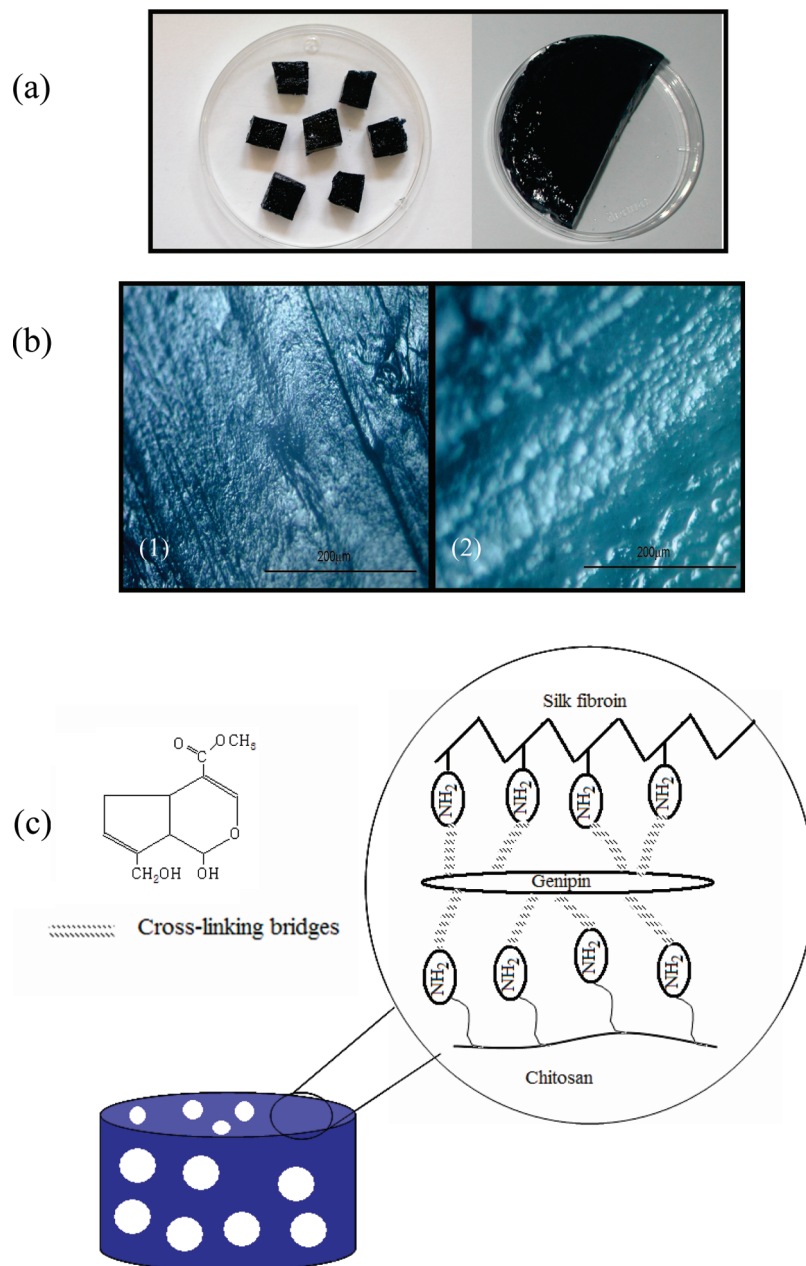 (a)
(b)
(1)
200μm
(2)
200μm
(c)
O
OCH₃
O
CH₂OH
OH
Cross-linking bridges
Silk fibroin
NH₂
NH₂
NH₂
NH₂
Genipin
NH₂
NH₂
NH₂
NH₂
Chitosan